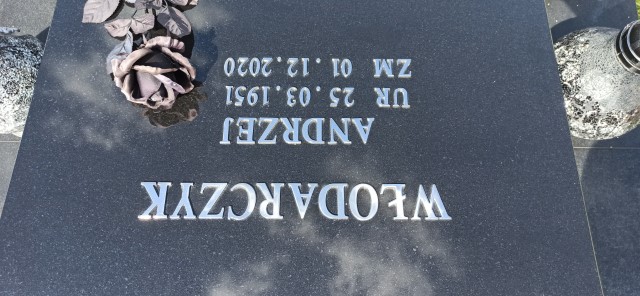 WŁODARCZYK
ANDRZEJ
UR 25.03.1951
ZM 01.12.2020